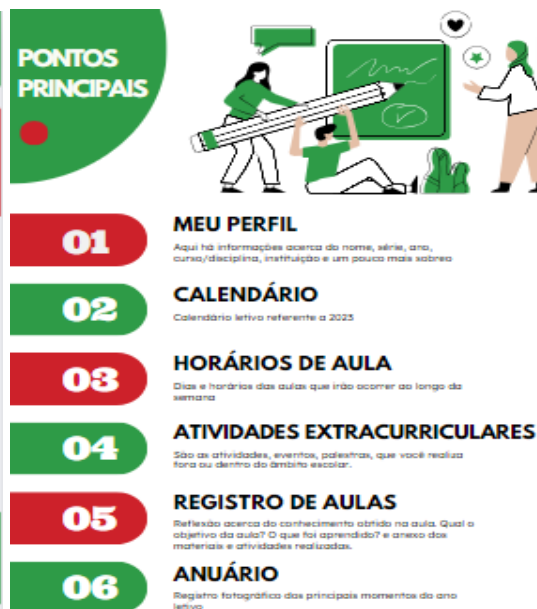 PONTOS
PRINCIPAIS
01
MEU PERFIL
Aqui há informações acerca do nome, série, ano,
curso/disciplina, instituição e um pouco mais sobreo
02
CALENDÁRIO
Calendário letivo referente a 2023
03
HORÁRIOS DE AULA
Dias e horários das aulas que irão ocorrer ao longo da
semana
04
ATIVIDADES EXTRACURRICULARES
São as atividades, eventos, palestras, que você realiza
fora ou dentro do âmbito escolar.
05
REGISTRO DE AULAS
Reflexão acerca do conhecimento obtido na aula. Qual o
objetivo da aula? O que foi aprendido? e anexo dos
materiais e atividades realizadas.
06
ANUÁRIO
Registro fotográfico dos principais momentos do ano
letivo